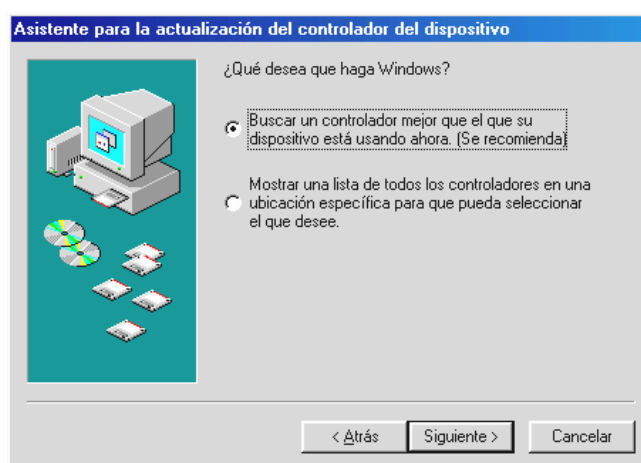 Asistente para la actualización del controlador del dispositivo
¿Qué desea que haga Windows?
Buscar un controlador mejor que el que su
dispositivo está usando ahora. (Se recomienda)
Mostrar una lista de todos los controladores en una
ubicación específica para que pueda seleccionar
el que desee.
< Atrás
Siguiente >
Cancelar